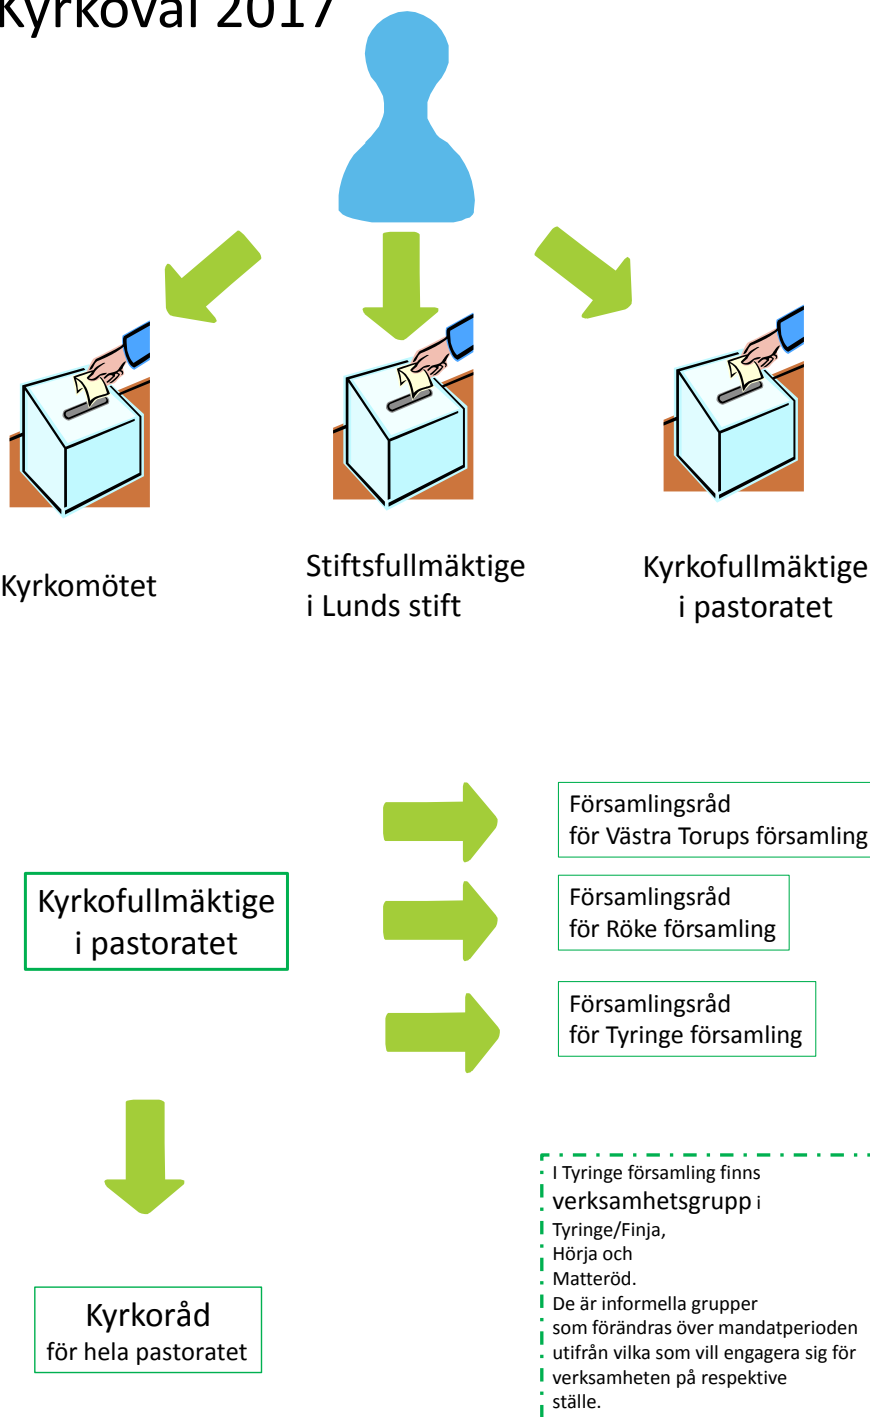 Kyrkoval 2017
Kyrkomötet
Stiftsfullmäktige
i Lunds stift
Kyrkofullmäktige
i pastoratet
Kyrkofullmäktige
i pastoratet
Församlingsråd
för Västra Torups församling
Församlingsråd
för Röke församling
Församlingsråd
för Tyringe församling
Kyrkoråd
för hela pastoratet
I Tyringe församling finns
verksamhetsgrupp i
Tyringe/Finja,
Hörja och
Matteröd.
De är informella grupper
som förändras över mandatperioden
utifrån vilka som vill engagera sig för
verksamheten på respektive
ställe.